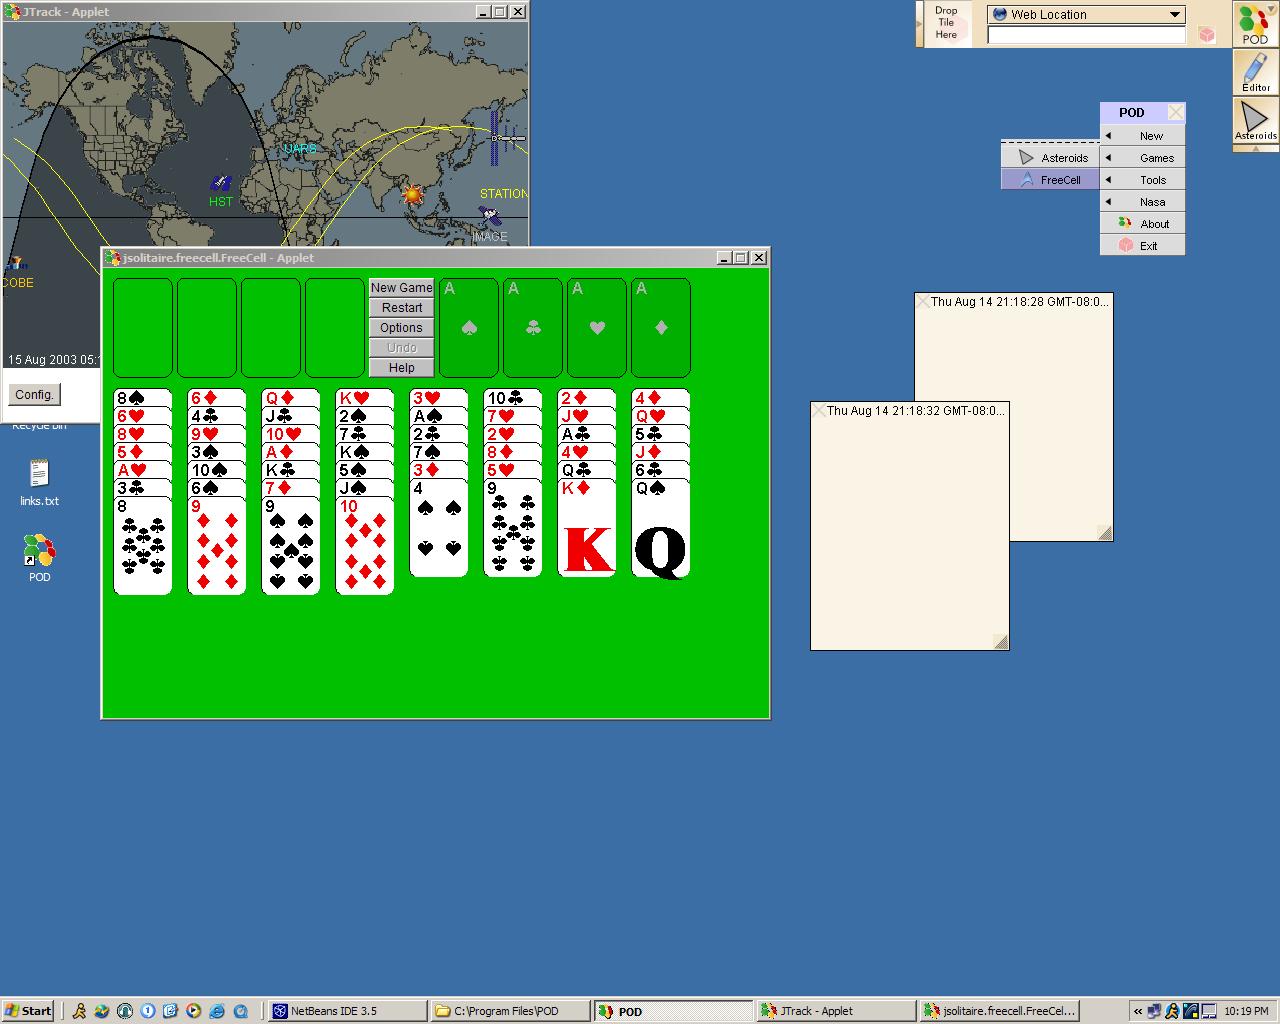 JTrack - Applet
UARS
HST
STATION
IMAGE
COBE
15 Aug 2003 05:1
Config.
Drop
Tile
Here
Web Location
POD
Editor
Asteroids
POD
New
Games
Tools
Nasa
About
Exit
Asteroids
FreeCell
jsolitaire.freecell.FreeCell - Applet
New Game
Restart
Options
Undo
Help
A A A A
8 6 Q K 3 10 2 4
6 4 J 2 A 7 J Q
8 9 10 7 2 2 A 5
5 3 A K 7 8 4 J
A 10 K 5 3 5 Q 6
3 6 7 J 4 9 K Q
8 9 9 10
K
Q
Thu Aug 14 21:18:28 GMT-08:0...
Thu Aug 14 21:18:32 GMT-08:0...
Recycle Bin
links.txt
POD
Start
NetBeans IDE 3.5
C:\Program Files\POD
POD
JTrack - Applet
jsolitaire.freecell.FreeCel...
10:19 PM